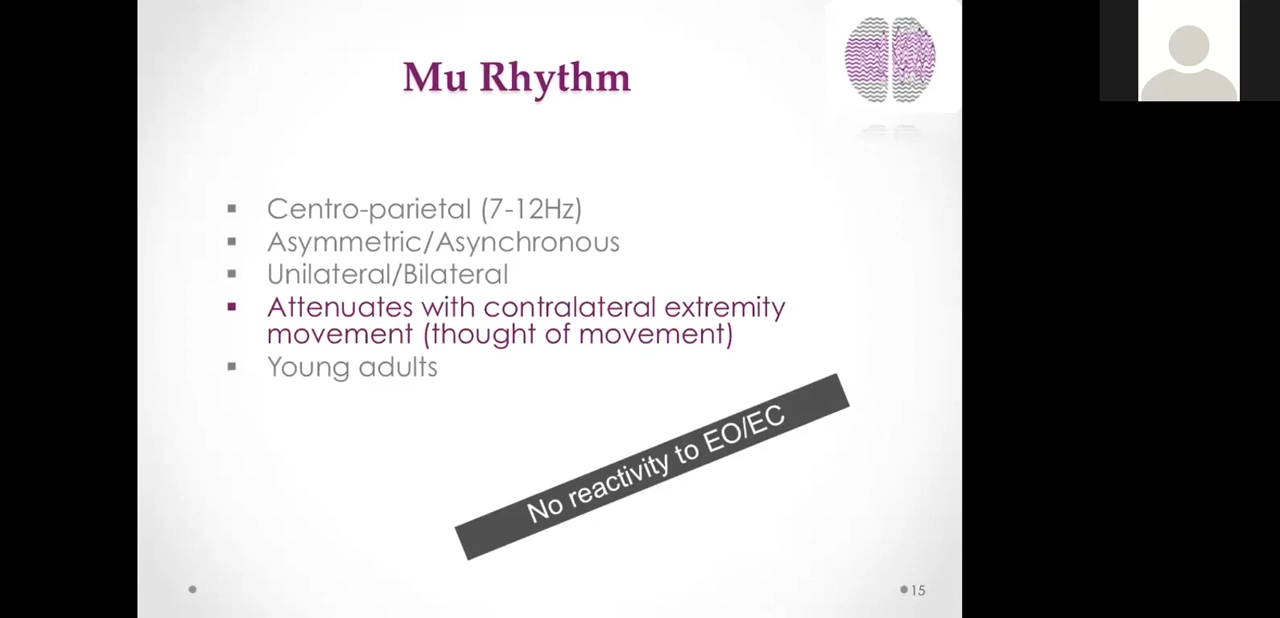 Mu Rhythm
Centro-parietal (7-12Hz)
Asymmetric/Asynchronous
Unilateral/Bilateral
Attenuates with contralateral extremity
movement (thought of movement)
Young adults
No reactivity to EO/EC
15